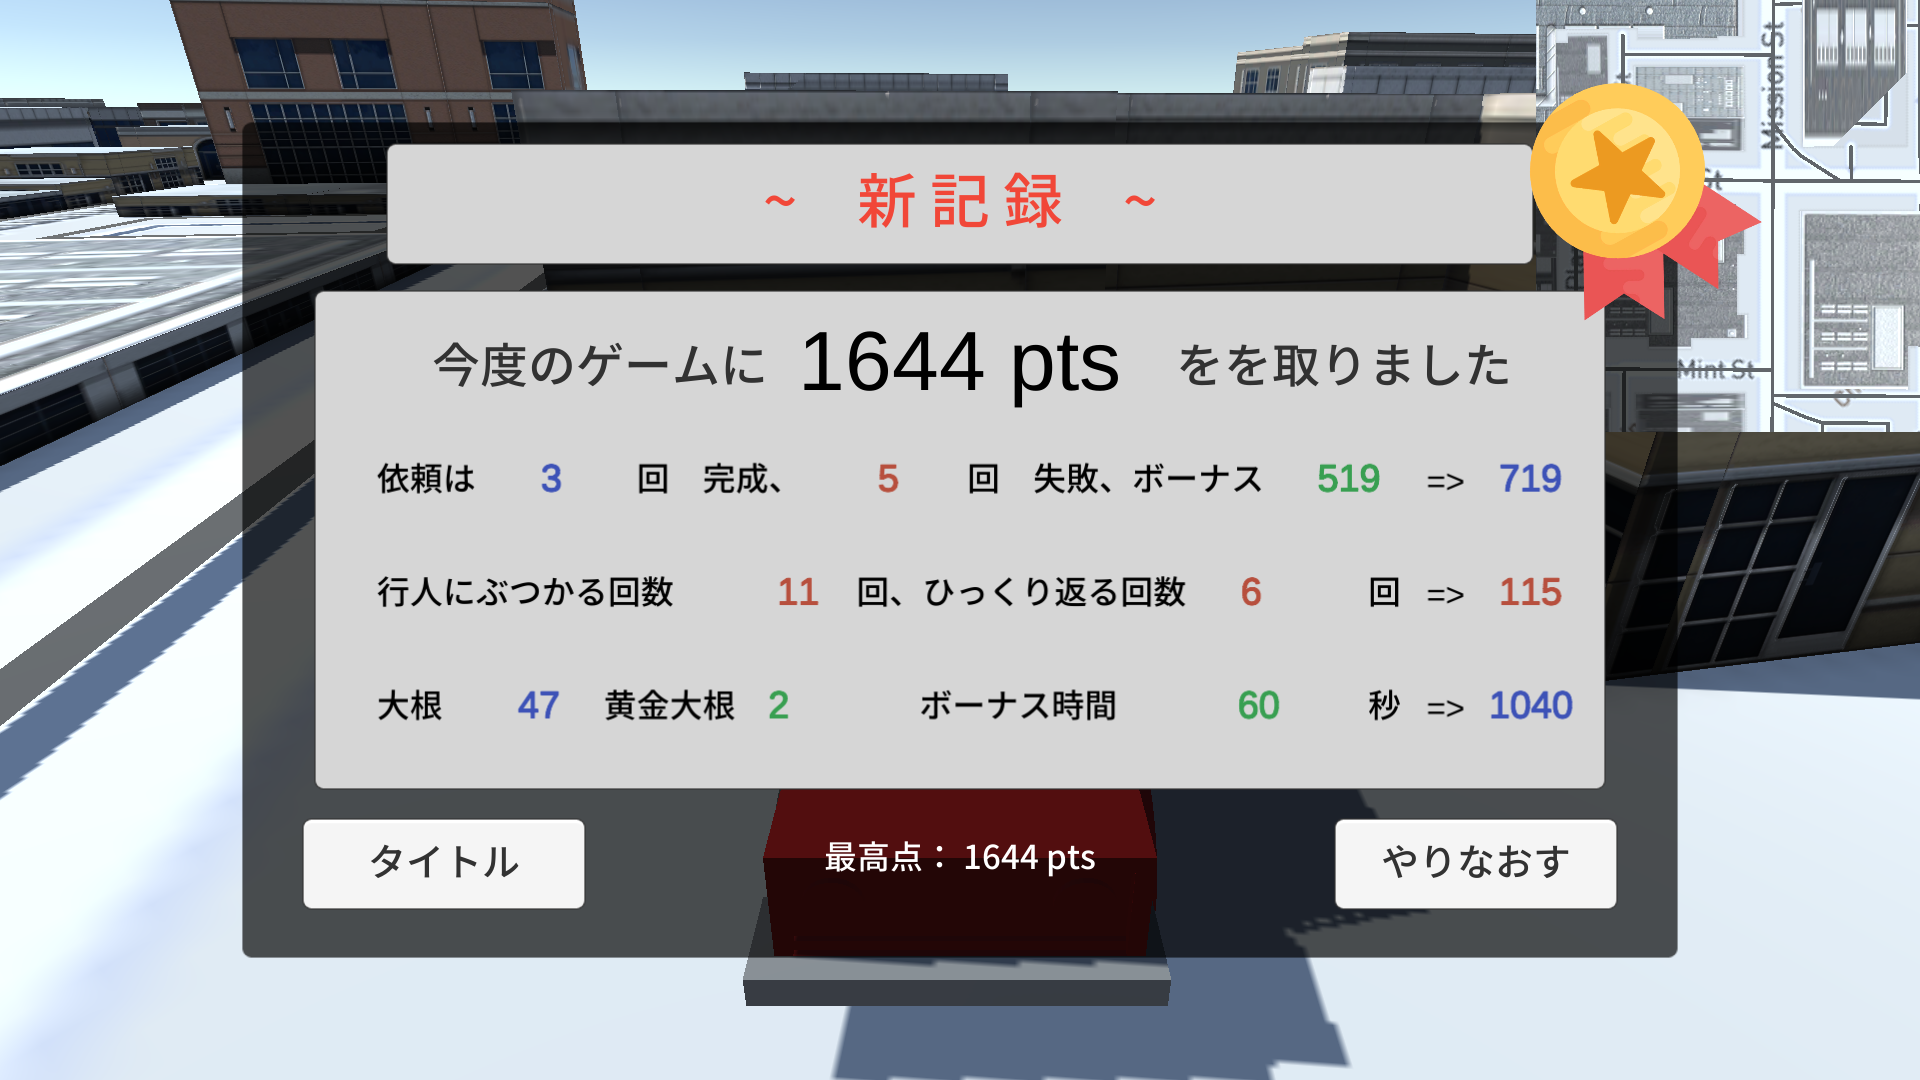 ~ 新記録 ~
今度のゲームに 1644 pts をを取りました
依頼は 3 回 完成、 5 回 失敗、ボーナス 519 => 719
行人にぶつかる回数 11 回、ひっくり返る回数 6 回 => 115
大根 47 黄金大根 2 ボーナス時間 60 秒 => 1040
タイトル
最高点： 1644 pts
やりなおす
Mission St
St
Mint St